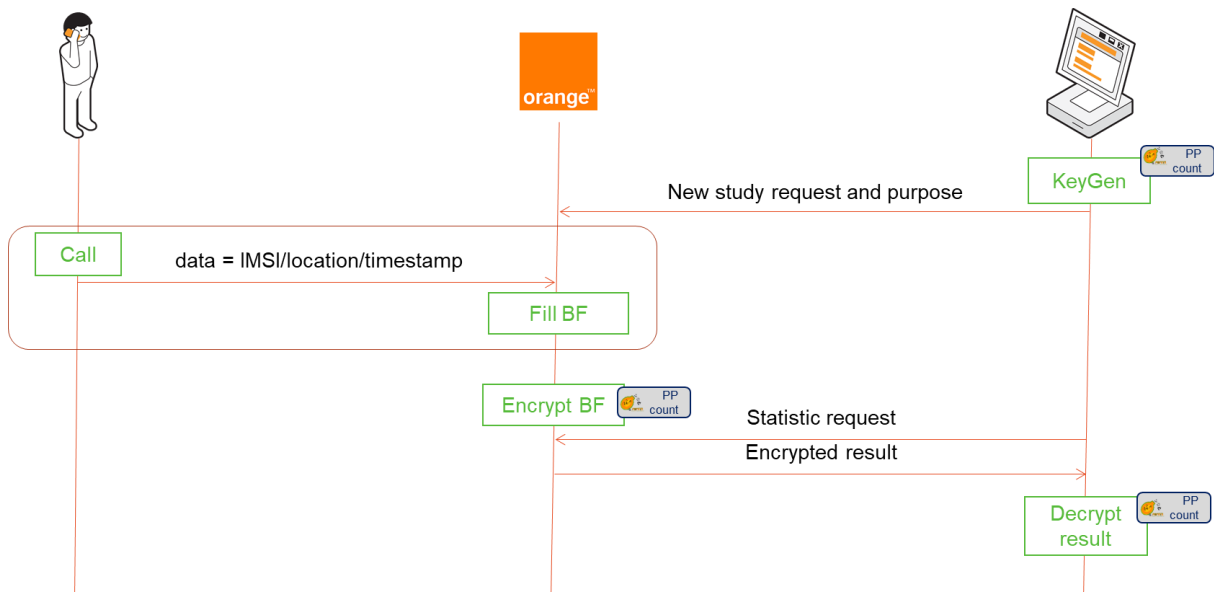 orange™
PP
count
KeyGen
New study request and purpose
Call
data = IMSI/location/timestamp
Fill BF
Encrypt BF
PP
count
Statistic request
Encrypted result
PP
count
Decrypt
result